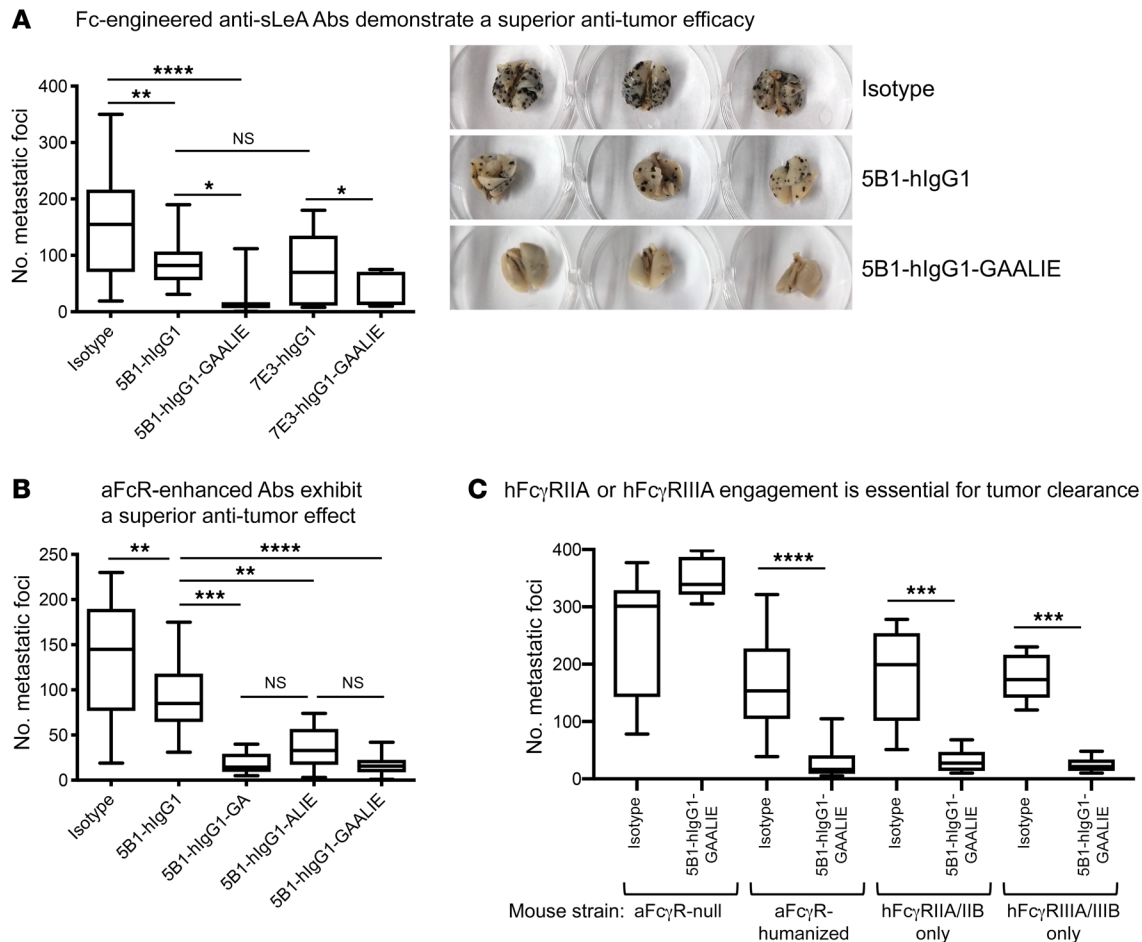 A Fc-engineered anti-sLeA Abs demonstrate a superior anti-tumor efficacy
No. metastatic foci
400
300
200
100
0
****
**
NS
*
*
Isotype
5B1-hIgG1
5B1-hIgG1-GAALIE
7E3-hIgG1
7E3-hIgG1-GAALIE
Isotype
5B1-hIgG1
5B1-hIgG1-GAALIE
B aFcR-enhanced Abs exhibit
a superior anti-tumor effect
No. metastatic foci
250
200
150
100
50
0
**
****
**
***
NS
NS
Isotype
5B1-hIgG1
5B1-hIgG1-GA
5B1-hIgG1-ALIE
5B1-hIgG1-GAALIE
C hFcγRIIA or hFcγRIIIA engagement is essential for tumor clearance
No. metastatic foci
400
300
200
100
0
****
***
***
Isotype
5B1-hIgG1-
GAALIE
Isotype
5B1-hIgG1-
GAALIE
Isotype
5B1-hIgG1-
GAALIE
Isotype
5B1-hIgG1-
GAALIE
Mouse strain: aFcγR-null
aFcγR-
humanized
hFcγRIIA/IIB
only
hFcγRIIIA/IIIB
only